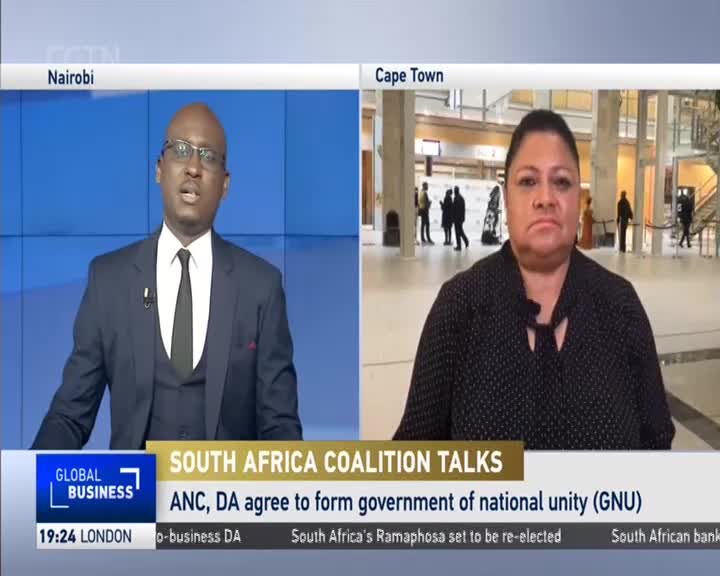 CGTN
Nairobi
Cape Town
SOUTH AFRICA COALITION TALKS
GLOBAL
BUSINESS
ANC, DA agree to form government of national unity (GNU)
19:24 LONDON
o-business DA South Africa's Ramaphosa set to be re-elected South African bank